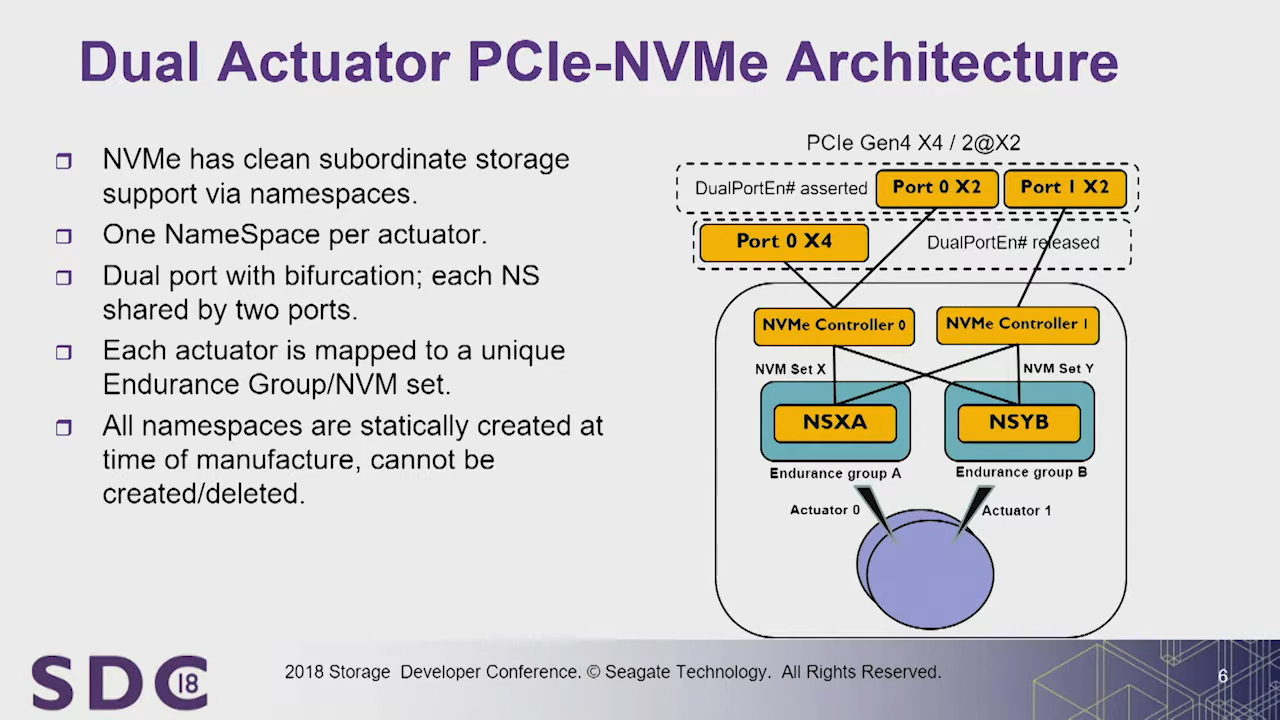 Dual Actuator PCIe-NVMe Architecture
NVMe has clean subordinate storage
support via namespaces.
One NameSpace per actuator.
Dual port with bifurcation; each NS
shared by two ports.
Each actuator is mapped to a unique
Endurance Group/NVM set.
All namespaces are statically created at
time of manufacture, cannot be
created/deleted.
PCIe Gen4 X4 / 2@X2
DualPortEn# asserted
Port 0 X2
Port 1 X2
Port 0 X4
DualPortEn# released
NVMe Controller 0
NVMe Controller 1
NVM Set X
NVM Set Y
NSXA
NSYB
Endurance group A
Endurance group B
Actuator 0
Actuator 1
SDC 18
2018 Storage Developer Conference. © Seagate Technology. All Rights Reserved.
6